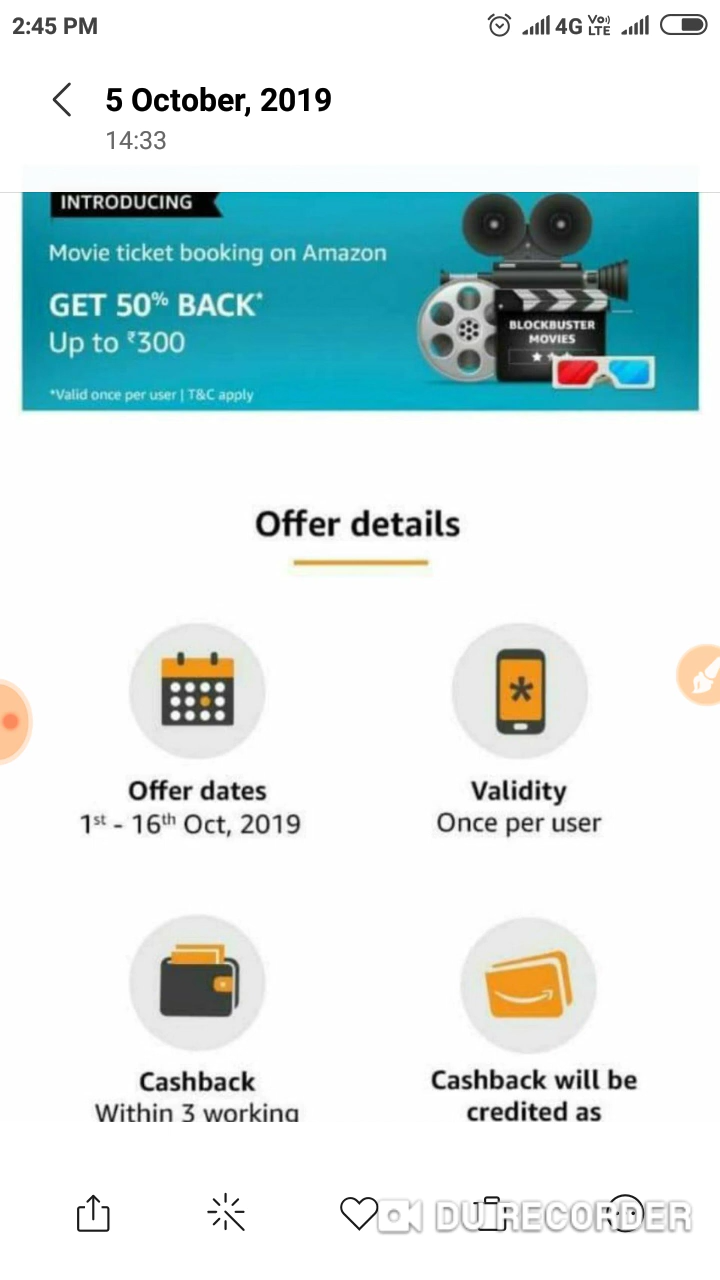 2:45 PM
4G Vo) LTE
5 October, 2019
14:33
INTRODUCING
Movie ticket booking on Amazon
GET 50% BACK*
Up to ₹300
*Valid once per user | T&C apply
BLOCKBUSTER
MOVIES
Offer details
Offer dates
1st - 16th Oct, 2019
Validity
Once per user
Cashback
Within 3 working
Cashback will be
credited as
DU RECORDER